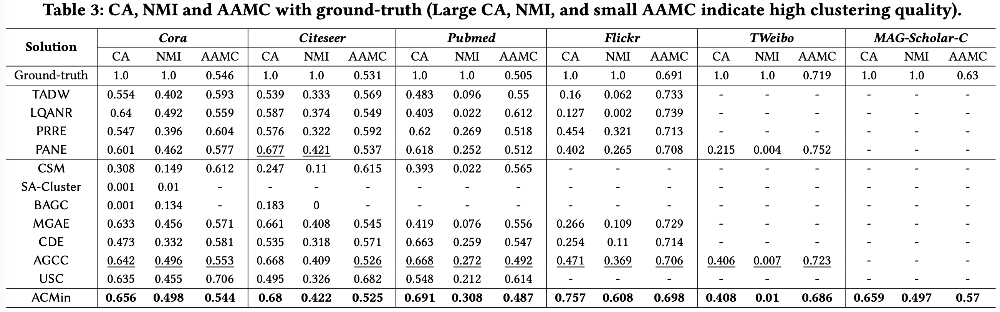 Table 3: CA, NMI and AAMC with ground-truth (Large CA, NMI, and small AAMC indicate high clustering quality).
Solution Cora Citeseer Pubmed Flickr TWeibo MAG-Scholar-C
CA NMI AAMC CA NMI AAMC CA NMI AAMC CA NMI AAMC CA NMI AAMC CA NMI AAMC
Ground-truth 1.0 1.0 0.546 1.0 1.0 0.531 1.0 1.0 0.505 1.0 1.0 0.691 1.0 1.0 0.719 1.0 1.0 0.63
TADW 0.554 0.402 0.593 0.539 0.333 0.569 0.483 0.096 0.55 0.16 0.062 0.733 - - - - - -
LQANR 0.64 0.492 0.559 0.587 0.374 0.549 0.403 0.022 0.612 0.127 0.002 0.739 - - - - - -
PRRE 0.547 0.396 0.604 0.576 0.322 0.592 0.62 0.269 0.518 0.454 0.321 0.713 - - - - - -
PANE 0.601 0.462 0.577 0.677 0.421 0.537 0.618 0.252 0.512 0.402 0.265 0.708 0.215 0.004 0.752 - - -
CSM 0.308 0.149 0.612 0.247 0.11 0.615 0.393 0.022 0.565 - - - - - - - - -
SA-Cluster 0.001 0.01 - - - - - - - - - - - - - - - -
BAGC 0.001 0.134 - 0.183 0 - - - - - - - - - - - - -
MGAE 0.633 0.456 0.571 0.661 0.408 0.545 0.419 0.076 0.556 0.266 0.109 0.729 - - - - - -
CDE 0.473 0.332 0.581 0.535 0.318 0.571 0.663 0.259 0.547 0.254 0.11 0.714 - - - - - -
AGCC 0.642 0.496 0.553 0.668 0.409 0.526 0.668 0.272 0.492 0.471 0.369 0.706 0.406 0.007 0.723 - - -
USC 0.635 0.455 0.706 0.495 0.326 0.682 0.548 0.212 0.614 - - - - - - - - -
ACMin 0.656 0.498 0.544 0.68 0.422 0.525 0.691 0.308 0.487 0.757 0.608 0.698 0.408 0.01 0.686 0.659 0.497 0.57